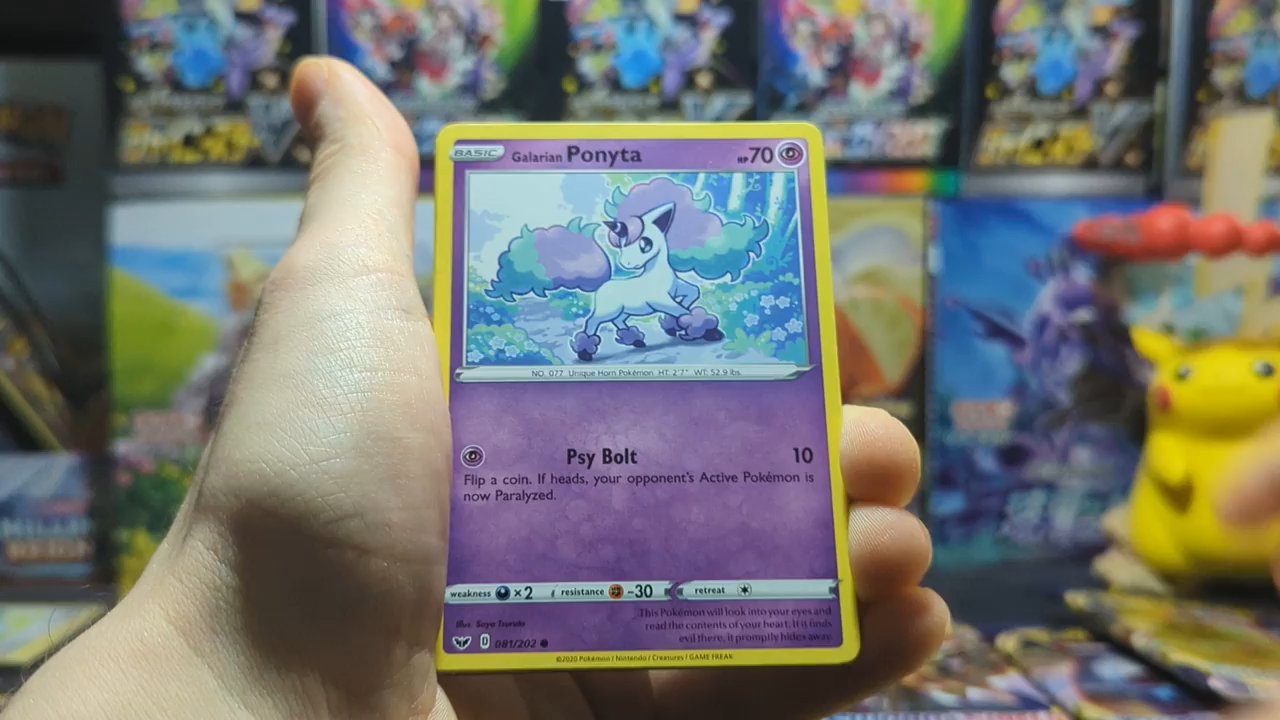 BASIC Galarian Ponyta HP70
NO. 077 Unique Horn Pokémon HT: 2'7" WT: 52.9 lbs.
Psy Bolt 10
Flip a coin. If heads, your opponent's Active Pokémon is
now Paralyzed.
weakness ×2 resistance -30 retreat
Illus. Saya Tsuruta
This Pokémon will look into your eyes and
read the contents of your heart. If it finds
evil there, it promptly hides away.
D 081/202
©2020 Pokémon / Nintendo / Creatures / GAME FREAK